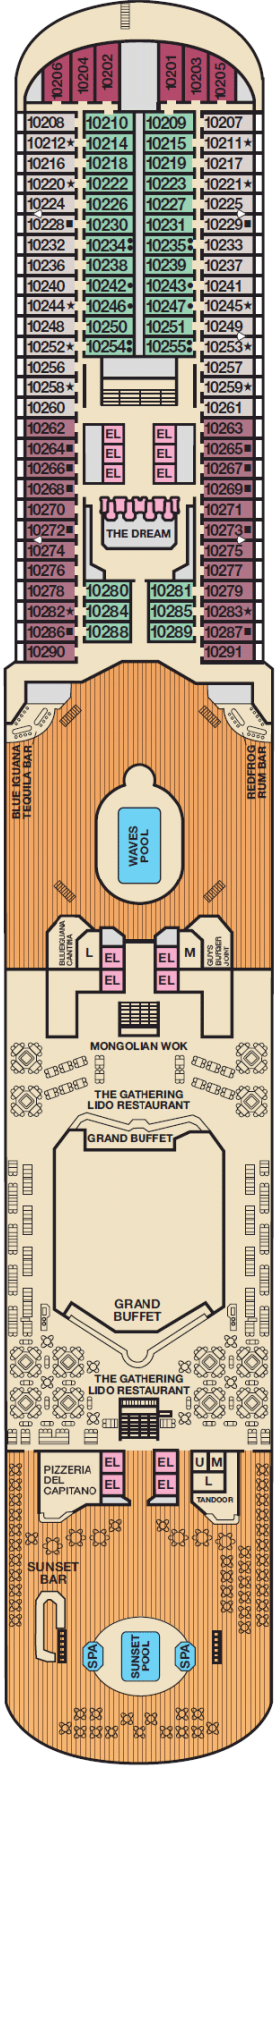 10206 10204 10202 10201 10203 10205
10208 10210 10209 10207
10212★ 10214 10215 10211★
10216 10218 10219 10217
10220★ 10222 10223 10221★
10224 10226 10227 10225
10228■ 10230 10231 10229■
10232 10234 10235 10233
10236 10238 10239 10237
10240 10242• 10243• 10241
10244★ 10246• 10247• 10245★
10248 10250 10251 10249
10252★ 10254 10255 10253★
10256 10257
10258★ 10259★
10260 10261
10262 10263
10264■ EL EL 10265■
10266■ EL EL 10267■
10268■ EL EL 10269■
10270 10271
10272■ THE DREAM 10273■
10274 10275
10276 10277
10278 10280 10281 10279
10282★ 10284 10285 10283★
10286■ 10288 10289 10287■
10290 10291
BLUE IGUANA
TEQUILA BAR
REDFROG
RUM BAR
WAVES
POOL
BLUEIGUANA
CANTINA
L EL EL M
GUYS
BURGER
JOINT
EL EL
MONGOLIAN WOK
THE GATHERING
LIDO RESTAURANT
GRAND BUFFET
GRAND
BUFFET
THE GATHERING
LIDO RESTAURANT
PIZZERIA
DEL
CAPITANO
EL EL
EL EL
U M
L
TANDOOR
SUNSET
BAR
SPA
SUNSET
POOL
SPA